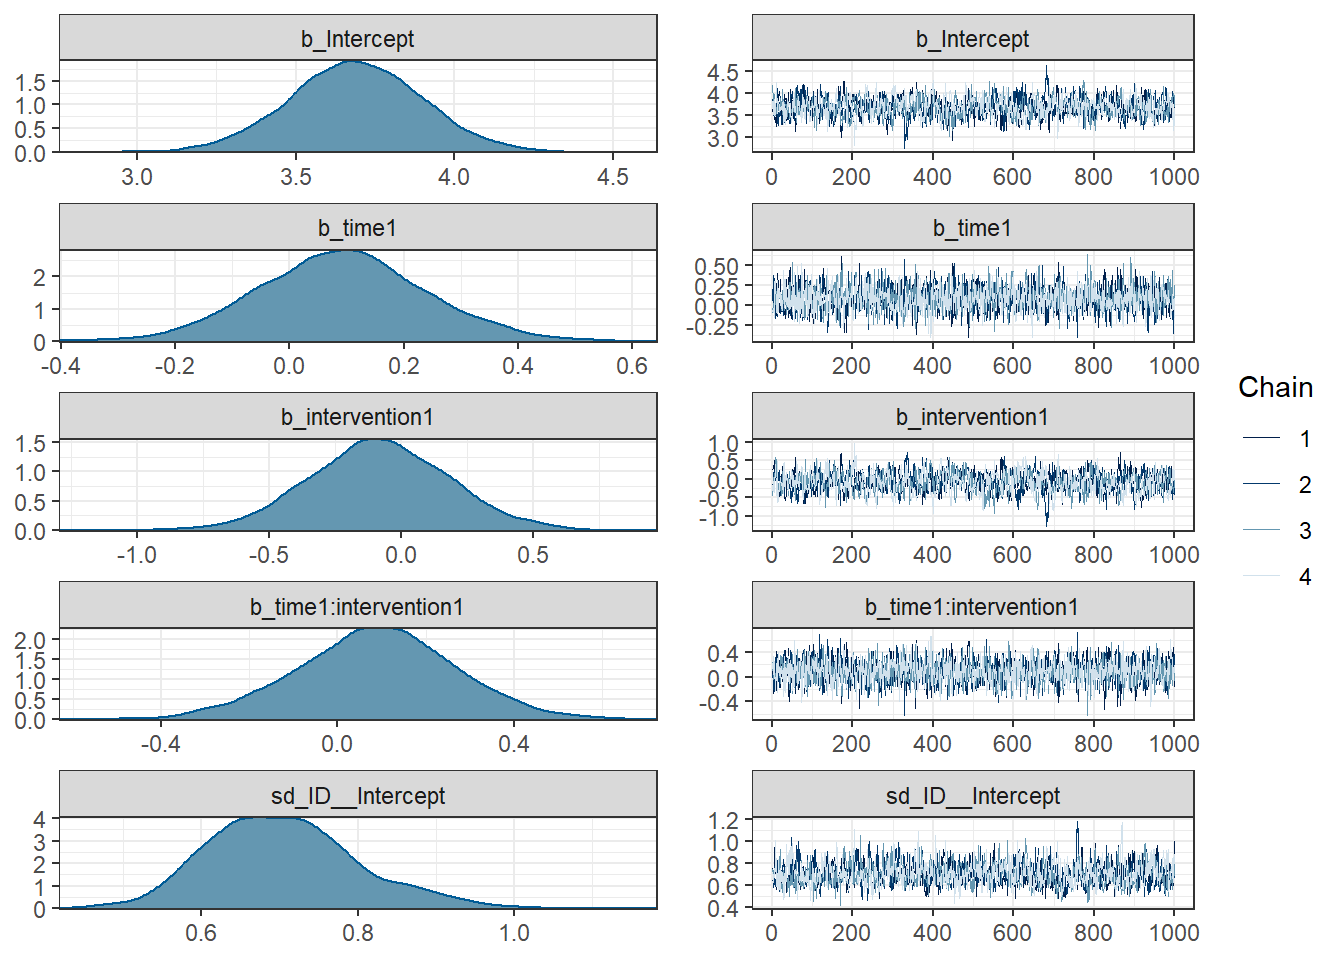 b_Intercept
1.5
1.0
0.5
0.0
3.0 3.5 4.0 4.5
b_Intercept
4.5
4.0
3.5
3.0
0 200 400 600 800 1000
b_time1
2
1
0
-0.4 -0.2 0.0 0.2 0.4 0.6
b_time1
0.50
0.25
0.00
-0.25
0 200 400 600 800 1000
b_intervention1
1.5
1.0
0.5
0.0
-1.0 -0.5 0.0 0.5
b_intervention1
1.0
0.5
0.0
-0.5
-1.0
0 200 400 600 800 1000
b_time1:intervention1
2.0
1.5
1.0
0.5
0.0
-0.4 0.0 0.4
b_time1:intervention1
0.4
0.0
-0.4
0 200 400 600 800 1000
sd_ID__Intercept
4
3
2
1
0
0.6 0.8 1.0
sd_ID__Intercept
1.2
1.0
0.8
0.6
0.4
0 200 400 600 800 1000
Chain
1
2
3
4